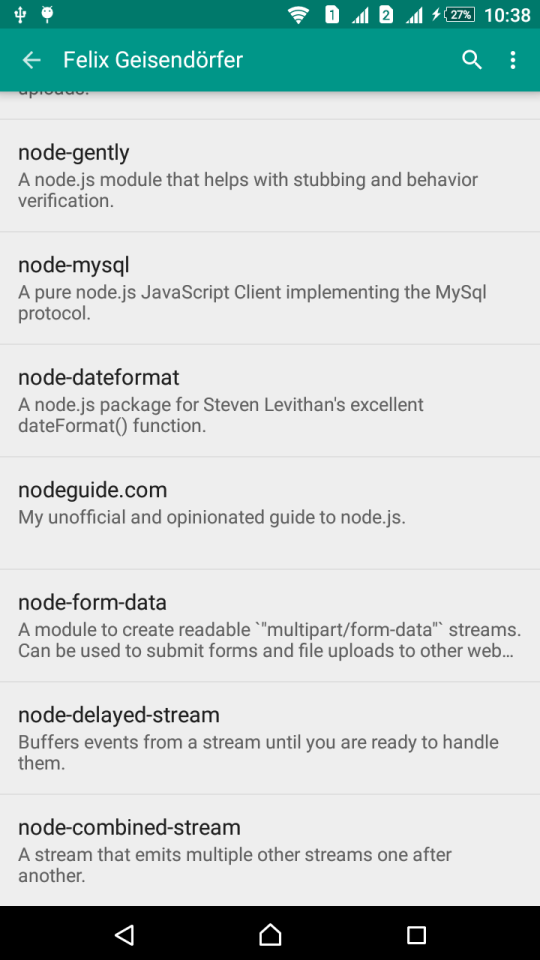 1 2 27% 10:38
Felix Geisendörfer
uploads.
node-gently
A node.js module that helps with stubbing and behavior
verification.
node-mysql
A pure node.js JavaScript Client implementing the MySql
protocol.
node-dateformat
A node.js package for Steven Levithan's excellent
dateFormat() function.
nodeguide.com
My unofficial and opinionated guide to node.js.
node-form-data
A module to create readable `"multipart/form-data"` streams.
Can be used to submit forms and file uploads to other web…
node-delayed-stream
Buffers events from a stream until you are ready to handle
them.
node-combined-stream
A stream that emits multiple other streams one after
another.